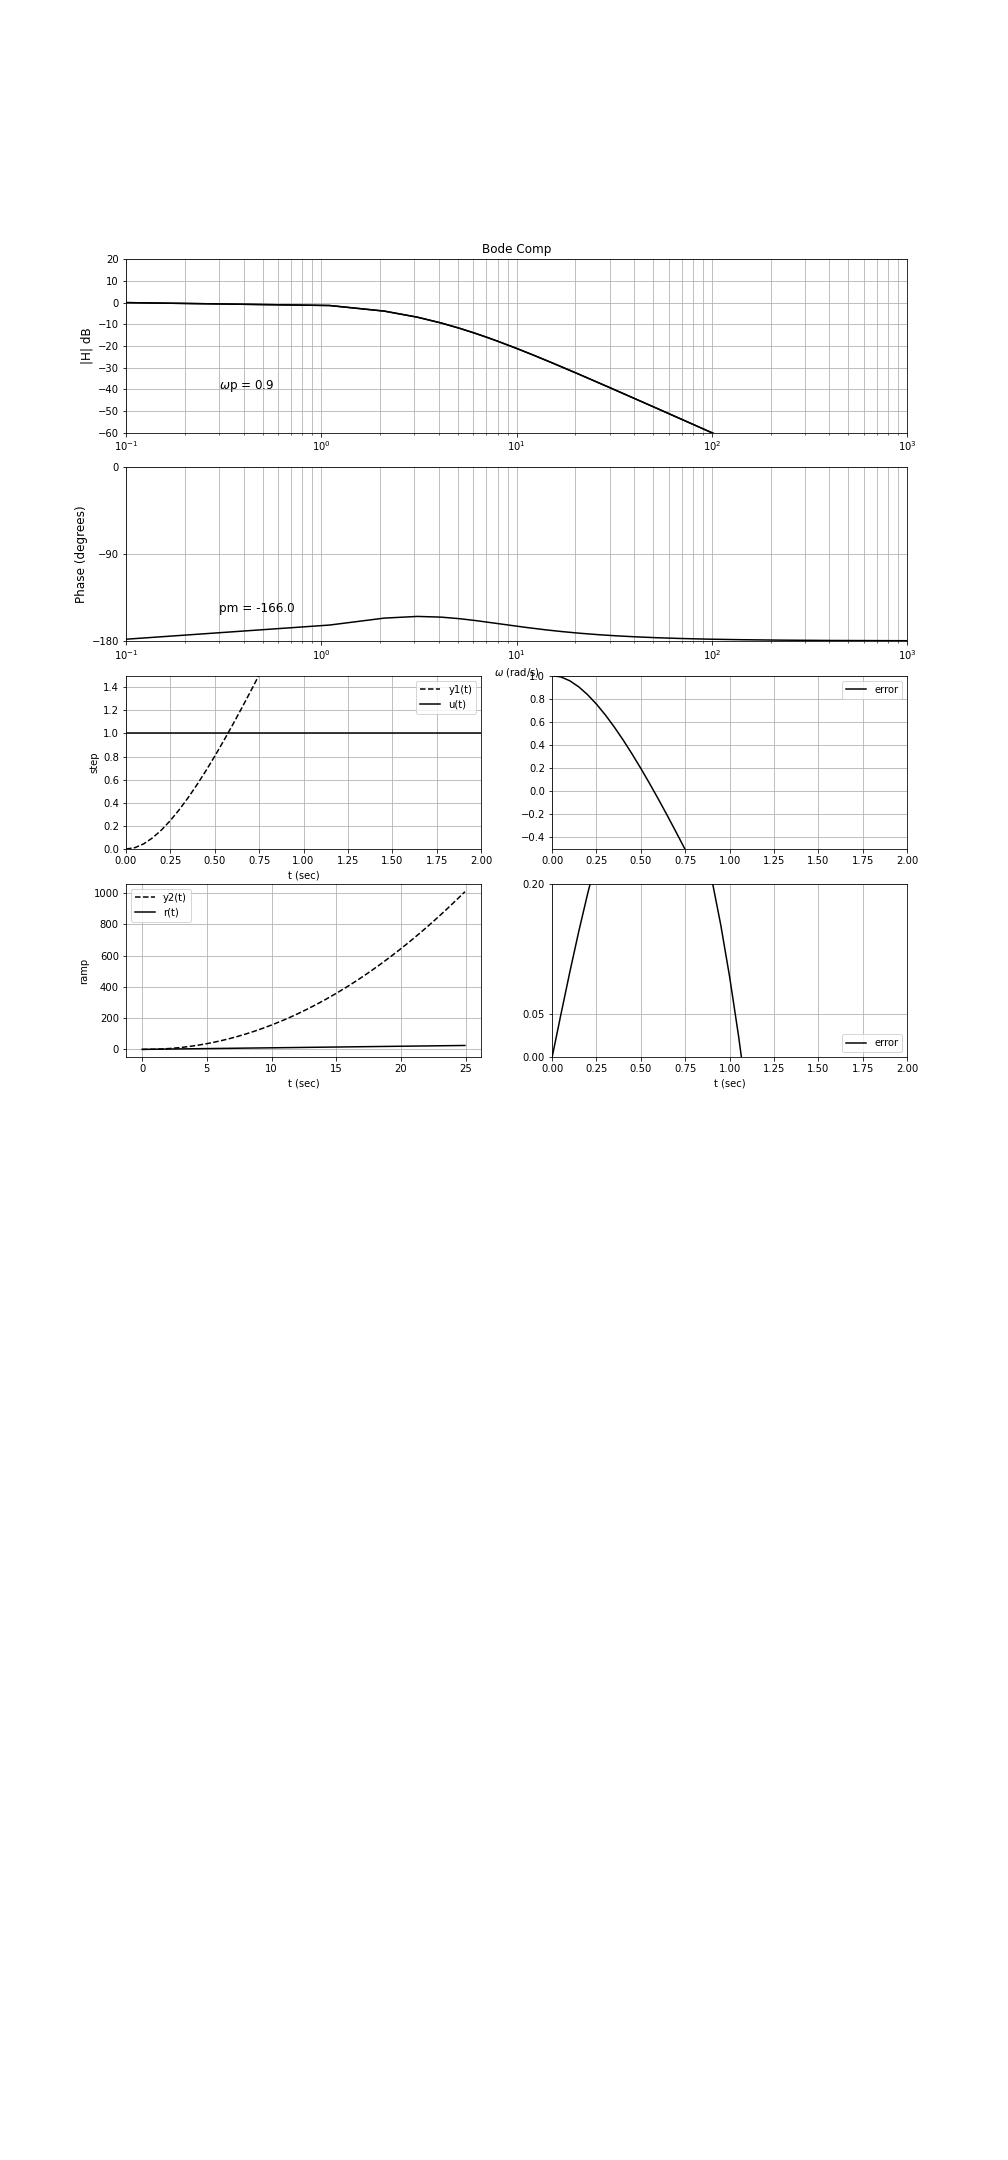 Bode Comp
20
10
0
−10
−20
−30
−40
−50
−60
|H| dB
ωp = 0.9
10⁻¹ 10⁰ 10¹ 10² 10³
0
−90
−180
Phase (degrees)
pm = -166.0
10⁻¹ 10⁰ 10¹ 10² 10³
ω (rad/s)
1.4
1.2
1.0
0.8
0.6
0.4
0.2
0.0
step
y1(t)
u(t)
0.00 0.25 0.50 0.75 1.00 1.25 1.50 1.75 2.00
t (sec)
1.0
0.8
0.6
0.4
0.2
0.0
−0.2
−0.4
error
0.00 0.25 0.50 0.75 1.00 1.25 1.50 1.75 2.00
1000
800
600
400
200
0
ramp
y2(t)
r(t)
0 5 10 15 20 25
t (sec)
0.20
0.05
0.00
error
0.00 0.25 0.50 0.75 1.00 1.25 1.50 1.75 2.00
t (sec)